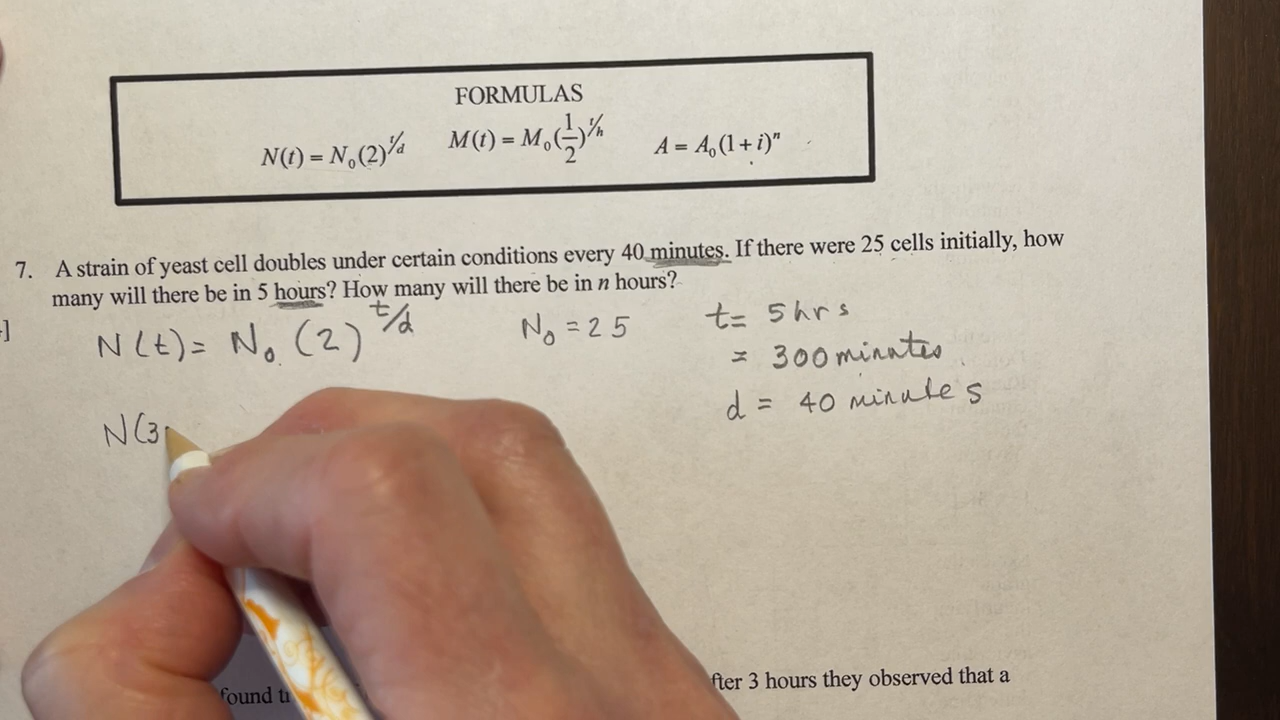 FORMULAS
N(t) = N₀(2)^{t/d} M(t) = M₀(1/2)^{t/h} A = A₀(1+i)ⁿ
7. A strain of yeast cell doubles under certain conditions every 40 minutes. If there were 25 cells initially, how
many will there be in 5 hours? How many will there be in n hours?
]
N(t) = N₀ (2)^{t/d} N₀ = 25 t = 5 hrs
= 300 minutes
d = 40 minutes
N(3
found fter 3 hours they observed that a